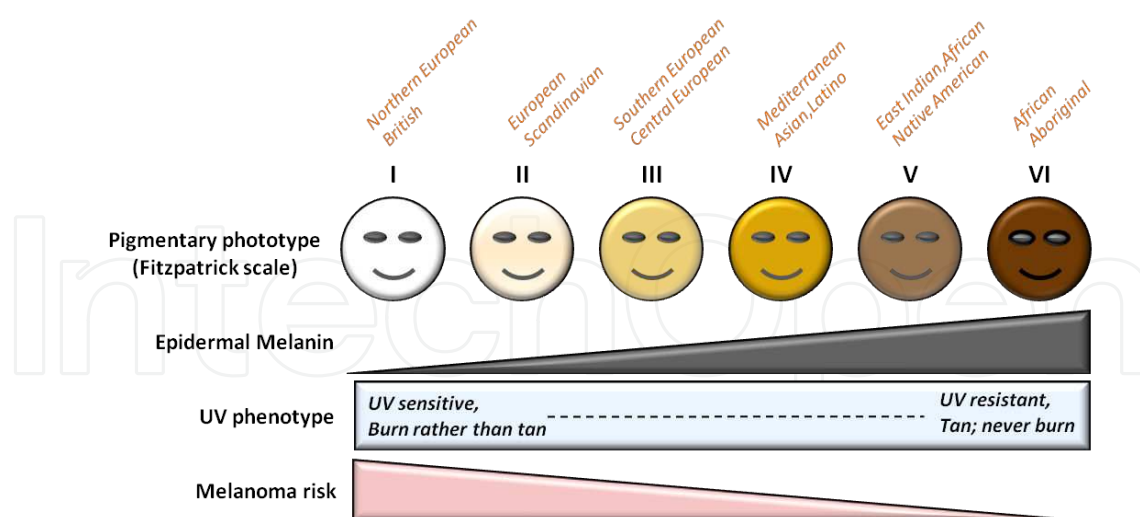 Northern European
British
European
Scandinavian
Southern European
Central European
Mediterranean
Asian,Latino
East Indian,African
Native American
African
Aboriginal
I
II
III
IV
V
VI
Pigmentary phototype
(Fitzpatrick scale)
Epidermal Melanin
UV phenotype
UV sensitive,
Burn rather than tan
UV resistant,
Tan; never burn
Melanoma risk
IntechOpen